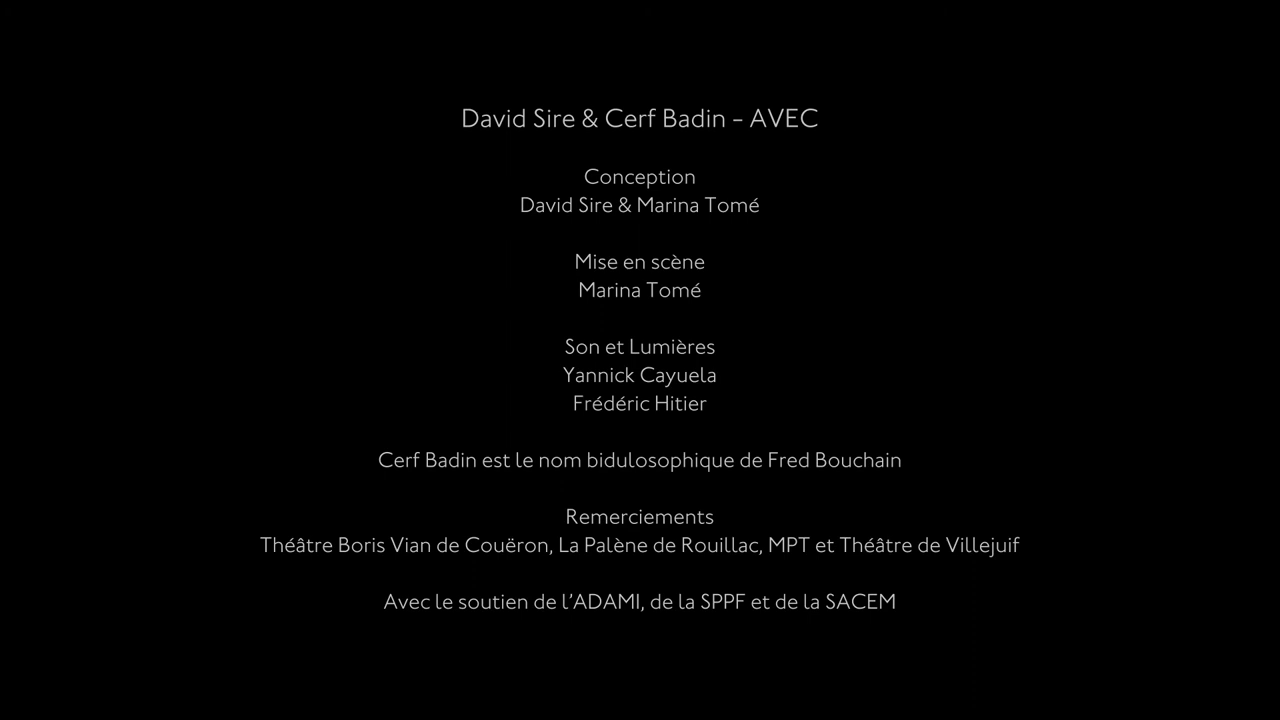 David Sire & Cerf Badin – AVEC
Conception
David Sire & Marina Tomé
Mise en scène
Marina Tomé
Son et Lumières
Yannick Cayuela
Frédéric Hitier
Cerf Badin est le nom bidulosophique de Fred Bouchain
Remerciements
Théâtre Boris Vian de Couëron, La Palène de Rouillac, MPT et Théâtre de Villejuif
Avec le soutien de l’ADAMI, de la SPPF et de la SACEM